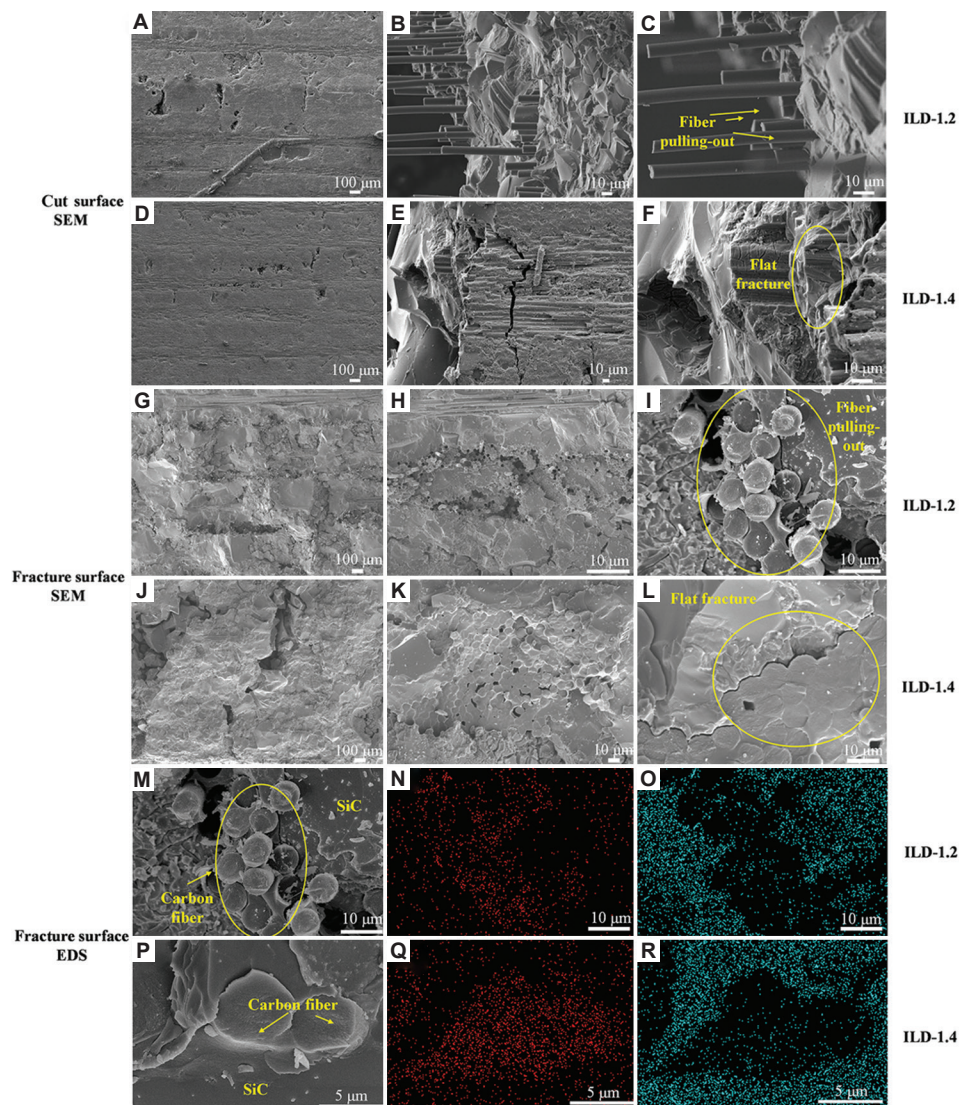 A
B
C
Fiber
pulling-out
100 μm
10 μm
10 μm
ILD-1.2
Cut surface
SEM
D
E
F
Flat
fracture
100 μm
10 μm
10 μm
ILD-1.4
G
H
I
Fiber
pulling-
out
100 μm
10 μm
10 μm
ILD-1.2
Fracture surface
SEM
J
K
L
Flat fracture
100 μm
10 μm
10 μm
ILD-1.4
M
N
O
SiC
Carbon
fiber
10 μm
10 μm
10 μm
ILD-1.2
Fracture surface
EDS
P
Q
R
Carbon fiber
SiC
5 μm
5 μm
5 μm
ILD-1.4